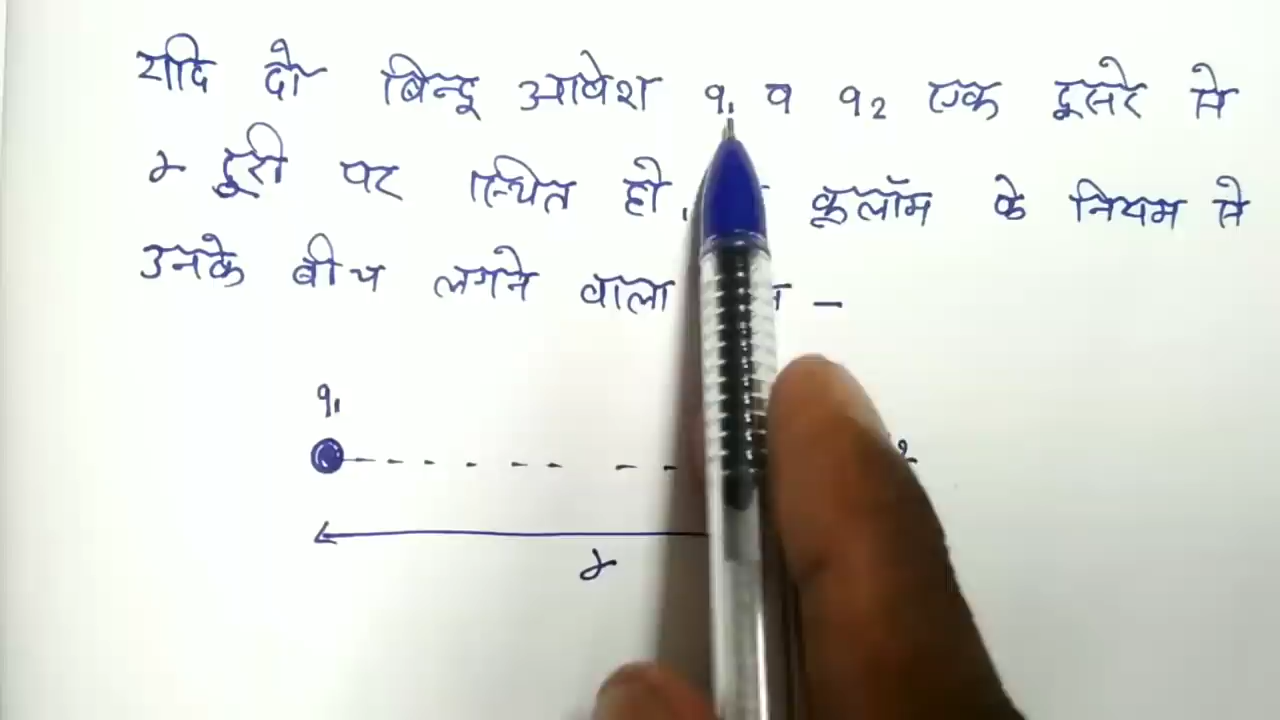 यदि दो बिन्दू आवेश q₁ व q₂ एक दूसरे से
r दूरी पर स्थित हो, कूलॉम के नियम से
उनके बीच लगने वाला –
q₁
r